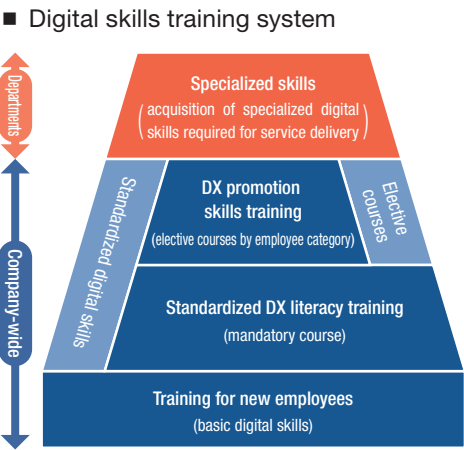 ■ Digital skills training system
Departments
Specialized skills
(acquisition of specialized digital
skills required for service delivery)
Company-wide
Standardized digital skills
DX promotion
skills training
(elective courses by employee category)
Elective
courses
Standardized DX literacy training
(mandatory course)
Training for new employees
(basic digital skills)